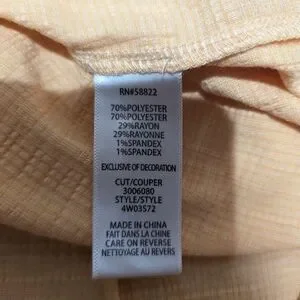 RN#58822
70%POLYESTER
70%POLYESTER
29%RAYON
29%RAYONNE
1%SPANDEX
1%SPANDEX
EXCLUSIVE OF DECORATION
CUT/COUPER
3006080
STYLE/STYLE
4W03572
MADE IN CHINA
FAIT DANS LA CHINE
CARE ON REVERSE
NETTOYAGE AU REVERS